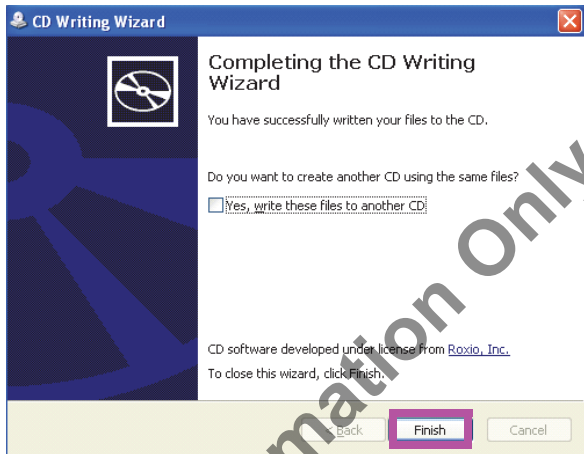 CD Writing Wizard
Completing the CD Writing
Wizard
You have successfully written your files to the CD.
Do you want to create another CD using the same files?
Yes, write these files to another CD
CD software developed under license from Roxio, Inc.
To close this wizard, click Finish.
< Back Finish Cancel
mation Only